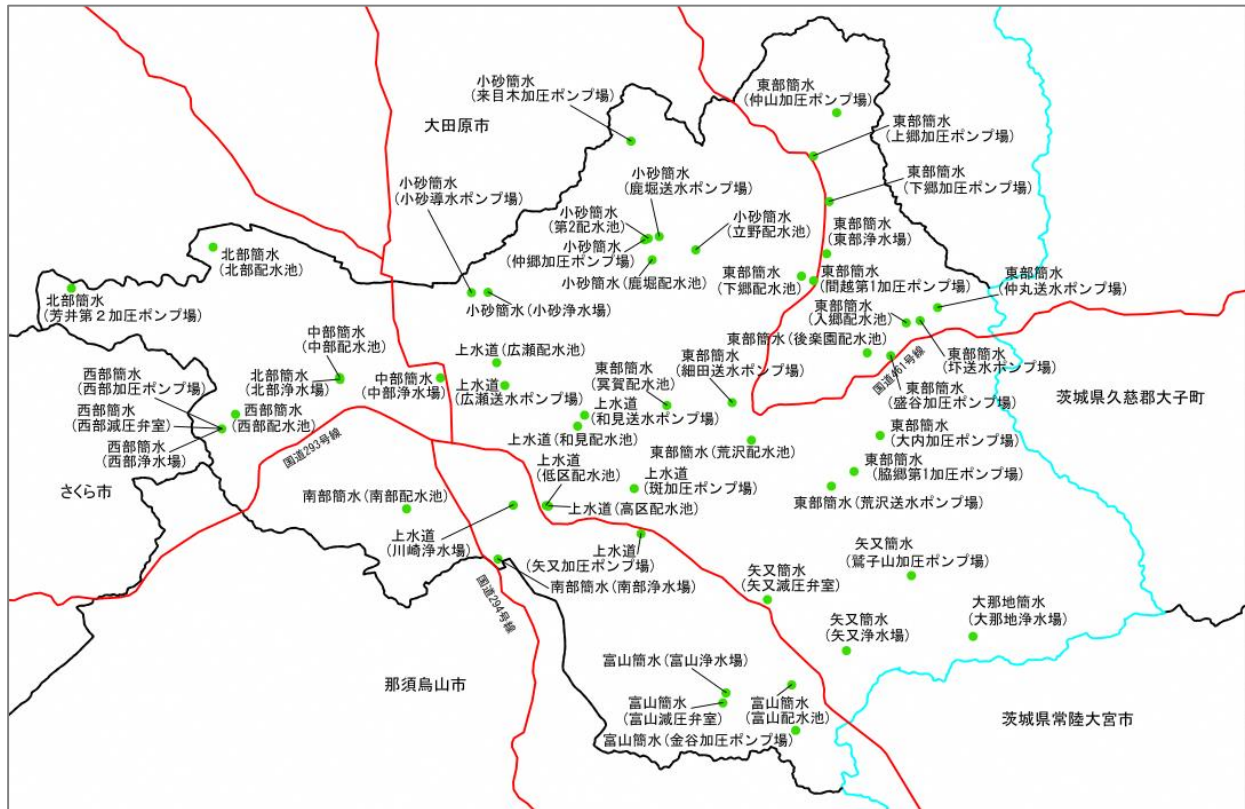 小砂簡水
（来目木加圧ポンプ場）
東部簡水
（仲山加圧ポンプ場）
大田原市
東部簡水
（上郷加圧ポンプ場）
小砂簡水
（小砂導水ポンプ場）
小砂簡水
（鹿堀送水ポンプ場）
東部簡水
（下郷加圧ポンプ場）
小砂簡水
（第2配水池）
小砂簡水
（立野配水池）
小砂簡水
（仲郷加圧ポンプ場）
東部簡水
（東部浄水場）
北部簡水
（北部配水池）
小砂簡水（鹿堀配水池）
東部簡水
（下郷配水池）
東部簡水
（間越第1加圧ポンプ場）
東部簡水
（仲丸送水ポンプ場）
北部簡水
（芳井第２加圧ポンプ場）
小砂簡水（小砂浄水場）
東部簡水
（入郷配水池）
中部簡水
（中部配水池）
上水道（広瀬配水池）
東部簡水（後楽園配水池）
東部簡水
（細田送水ポンプ場）
東部簡水
（圷送水ポンプ場）
国道461号線
西部簡水
（西部加圧ポンプ場）
北部簡水
（北部浄水場）
中部簡水
（中部浄水場）
上水道
（広瀬送水ポンプ場）
東部簡水
（冥賀配水池）
東部簡水
（盛谷加圧ポンプ場）
茨城県久慈郡大子町
西部簡水
（西部減圧弁室）
西部簡水
（西部配水池）
上水道
（和見送水ポンプ場）
西部簡水
（西部浄水場）
上水道（和見配水池）
東部簡水（荒沢配水池）
東部簡水
（大内加圧ポンプ場）
国道293号線
さくら市
上水道
（低区配水池）
上水道
（斑加圧ポンプ場）
東部簡水
（脇郷第1加圧ポンプ場）
南部簡水（南部配水池）
上水道（高区配水池）
東部簡水（荒沢送水ポンプ場）
上水道
（川崎浄水場）
上水道
（矢又加圧ポンプ場）
矢又簡水
（鷲子山加圧ポンプ場）
南部簡水（南部浄水場）
国道294号線
矢又簡水
（矢又減圧弁室）
大那地簡水
（大那地浄水場）
矢又簡水
（矢又浄水場）
富山簡水（富山浄水場）
那須烏山市
富山簡水
（富山減圧弁室）
富山簡水
（富山配水池）
茨城県常陸大宮市
富山簡水（金谷加圧ポンプ場）